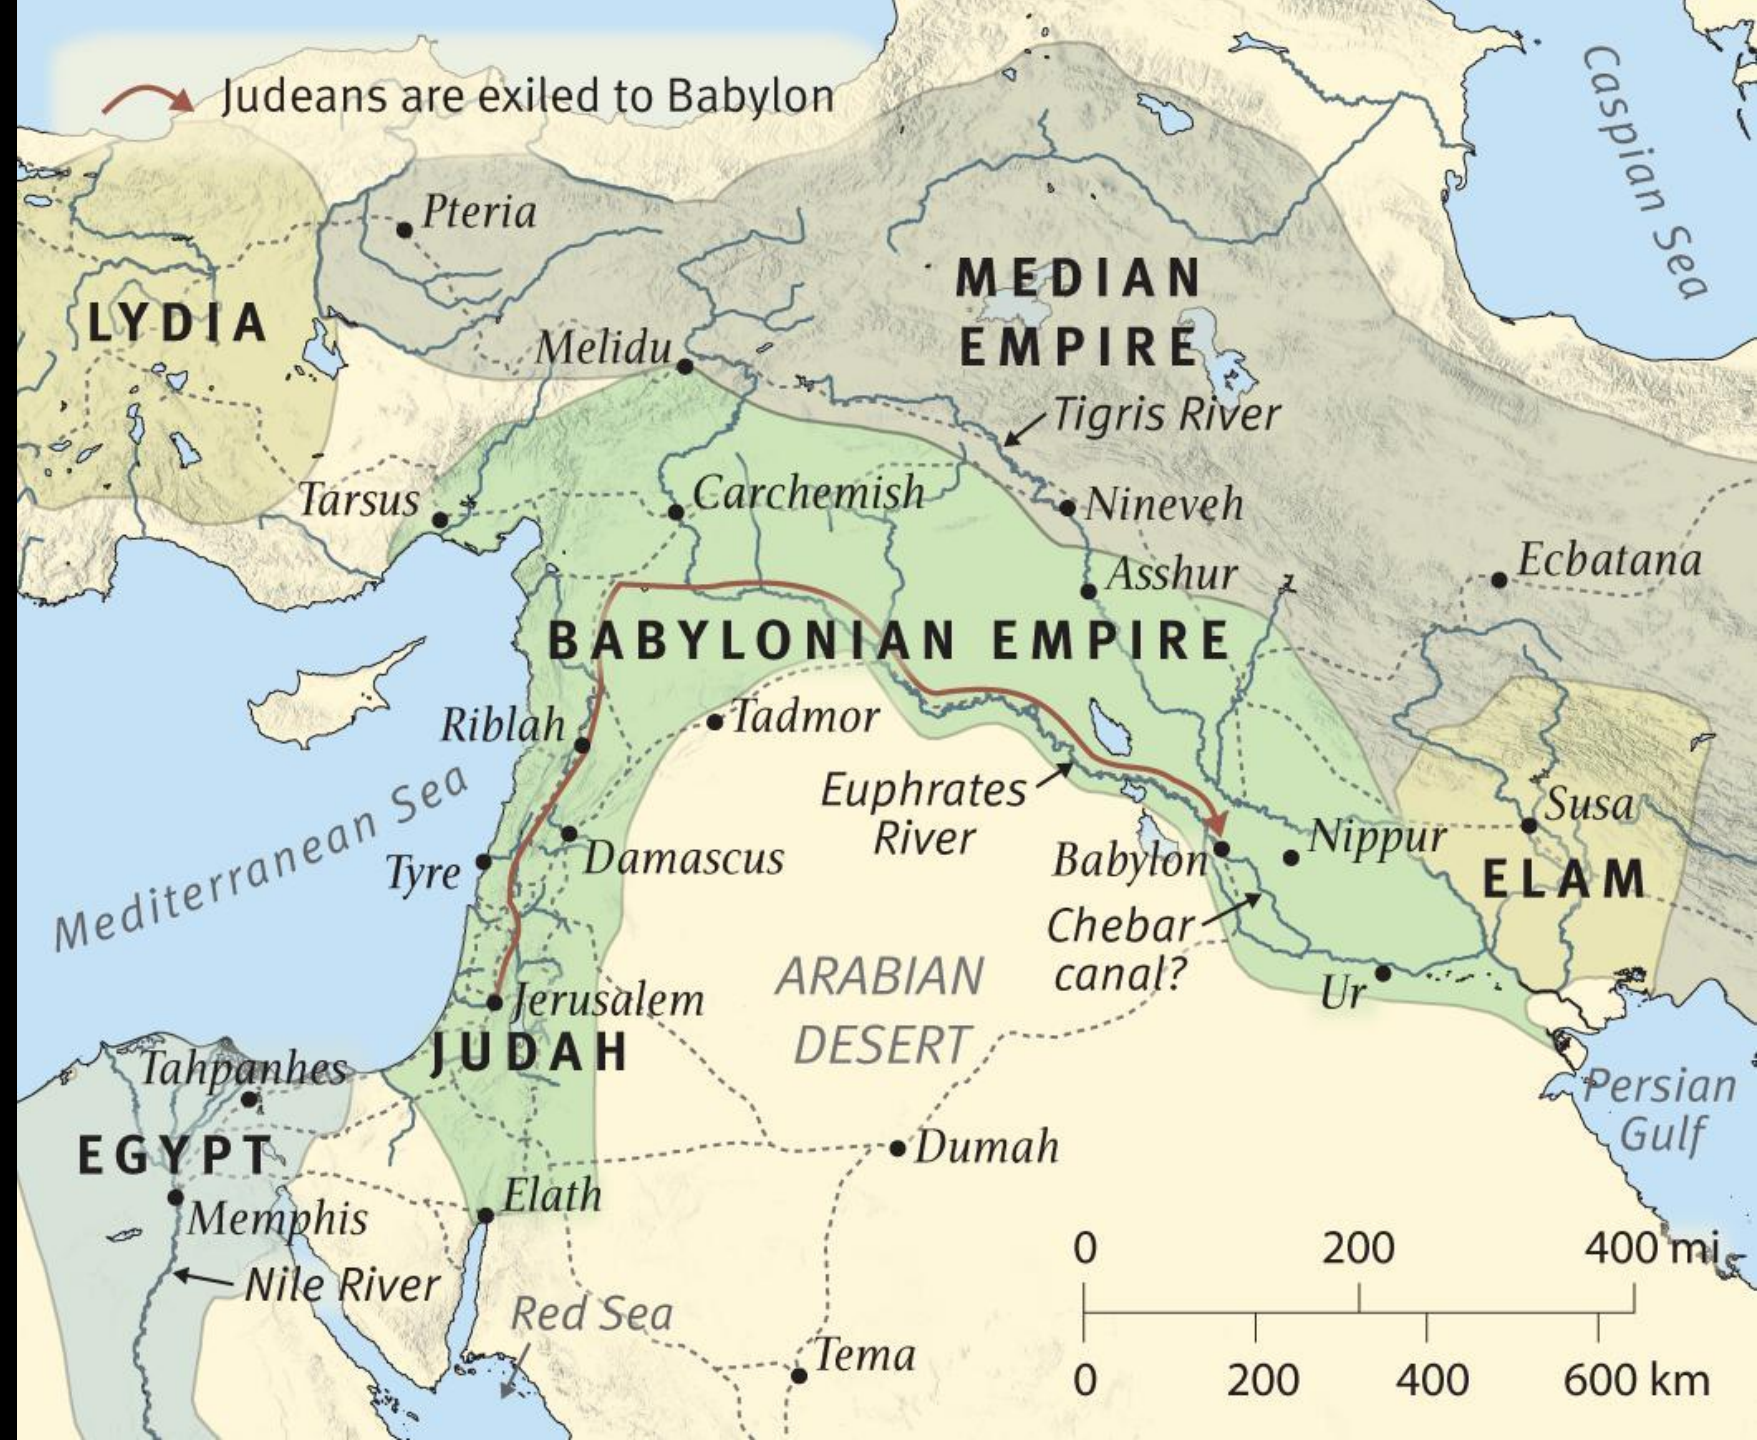 Judeans are exiled to Babylon
Caspian Sea
Pteria
MEDIAN
EMPIRE
LYDIA
Melidu
Tigris River
Tarsus
Carchemish
Nineveh
Ecbatana
Asshur
BABYLONIAN EMPIRE
Riblah
Tadmor
Mediterranean Sea
Euphrates
River
Susa
Nippur
Tyre
Damascus
Babylon
ELAM
Chebar
canal?
ARABIAN
DESERT
Ur
Jerusalem
JUDAH
Tahpanhes
Persian
Gulf
EGYPT
Dumah
Elath
Memphis
Nile River
Red Sea
Tema
0 200 400 mi
0 200 400 600 km